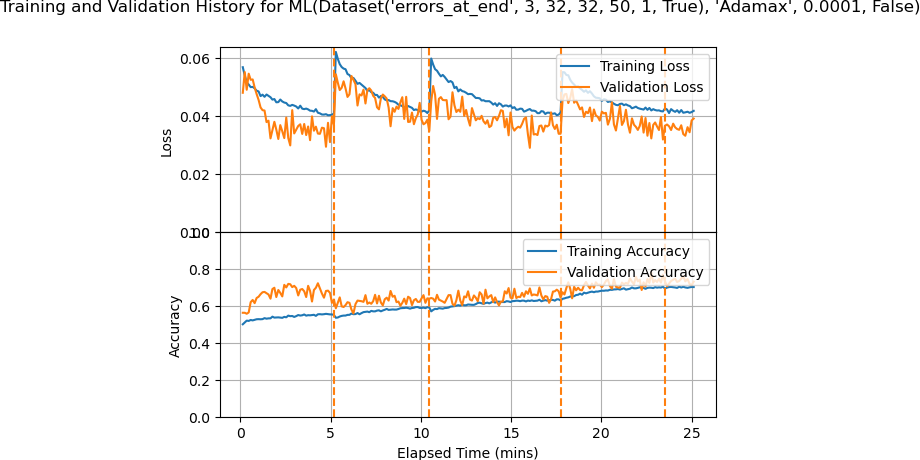 Training and Validation History for ML(Dataset('errors_at_end', 3, 32, 32, 50, 1, True), 'Adamax', 0.0001, False)
0.06
0.04
0.02
0.00
Loss
Training Loss
Validation Loss
1.0
0.8
0.6
0.4
0.2
0.0
Accuracy
Training Accuracy
Validation Accuracy
0 5 10 15 20 25
Elapsed Time (mins)